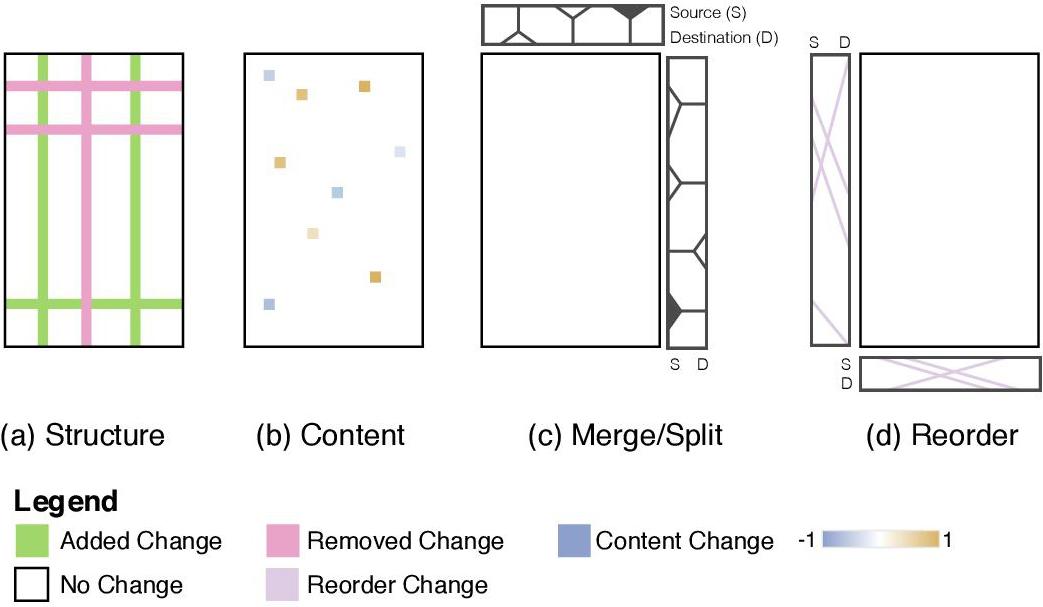 Source (S)
Destination (D)
S D
S D
S
D
(a) Structure
(b) Content
(c) Merge/Split
(d) Reorder
Legend
Added Change
Removed Change
Content Change
-1
1
No Change
Reorder Change